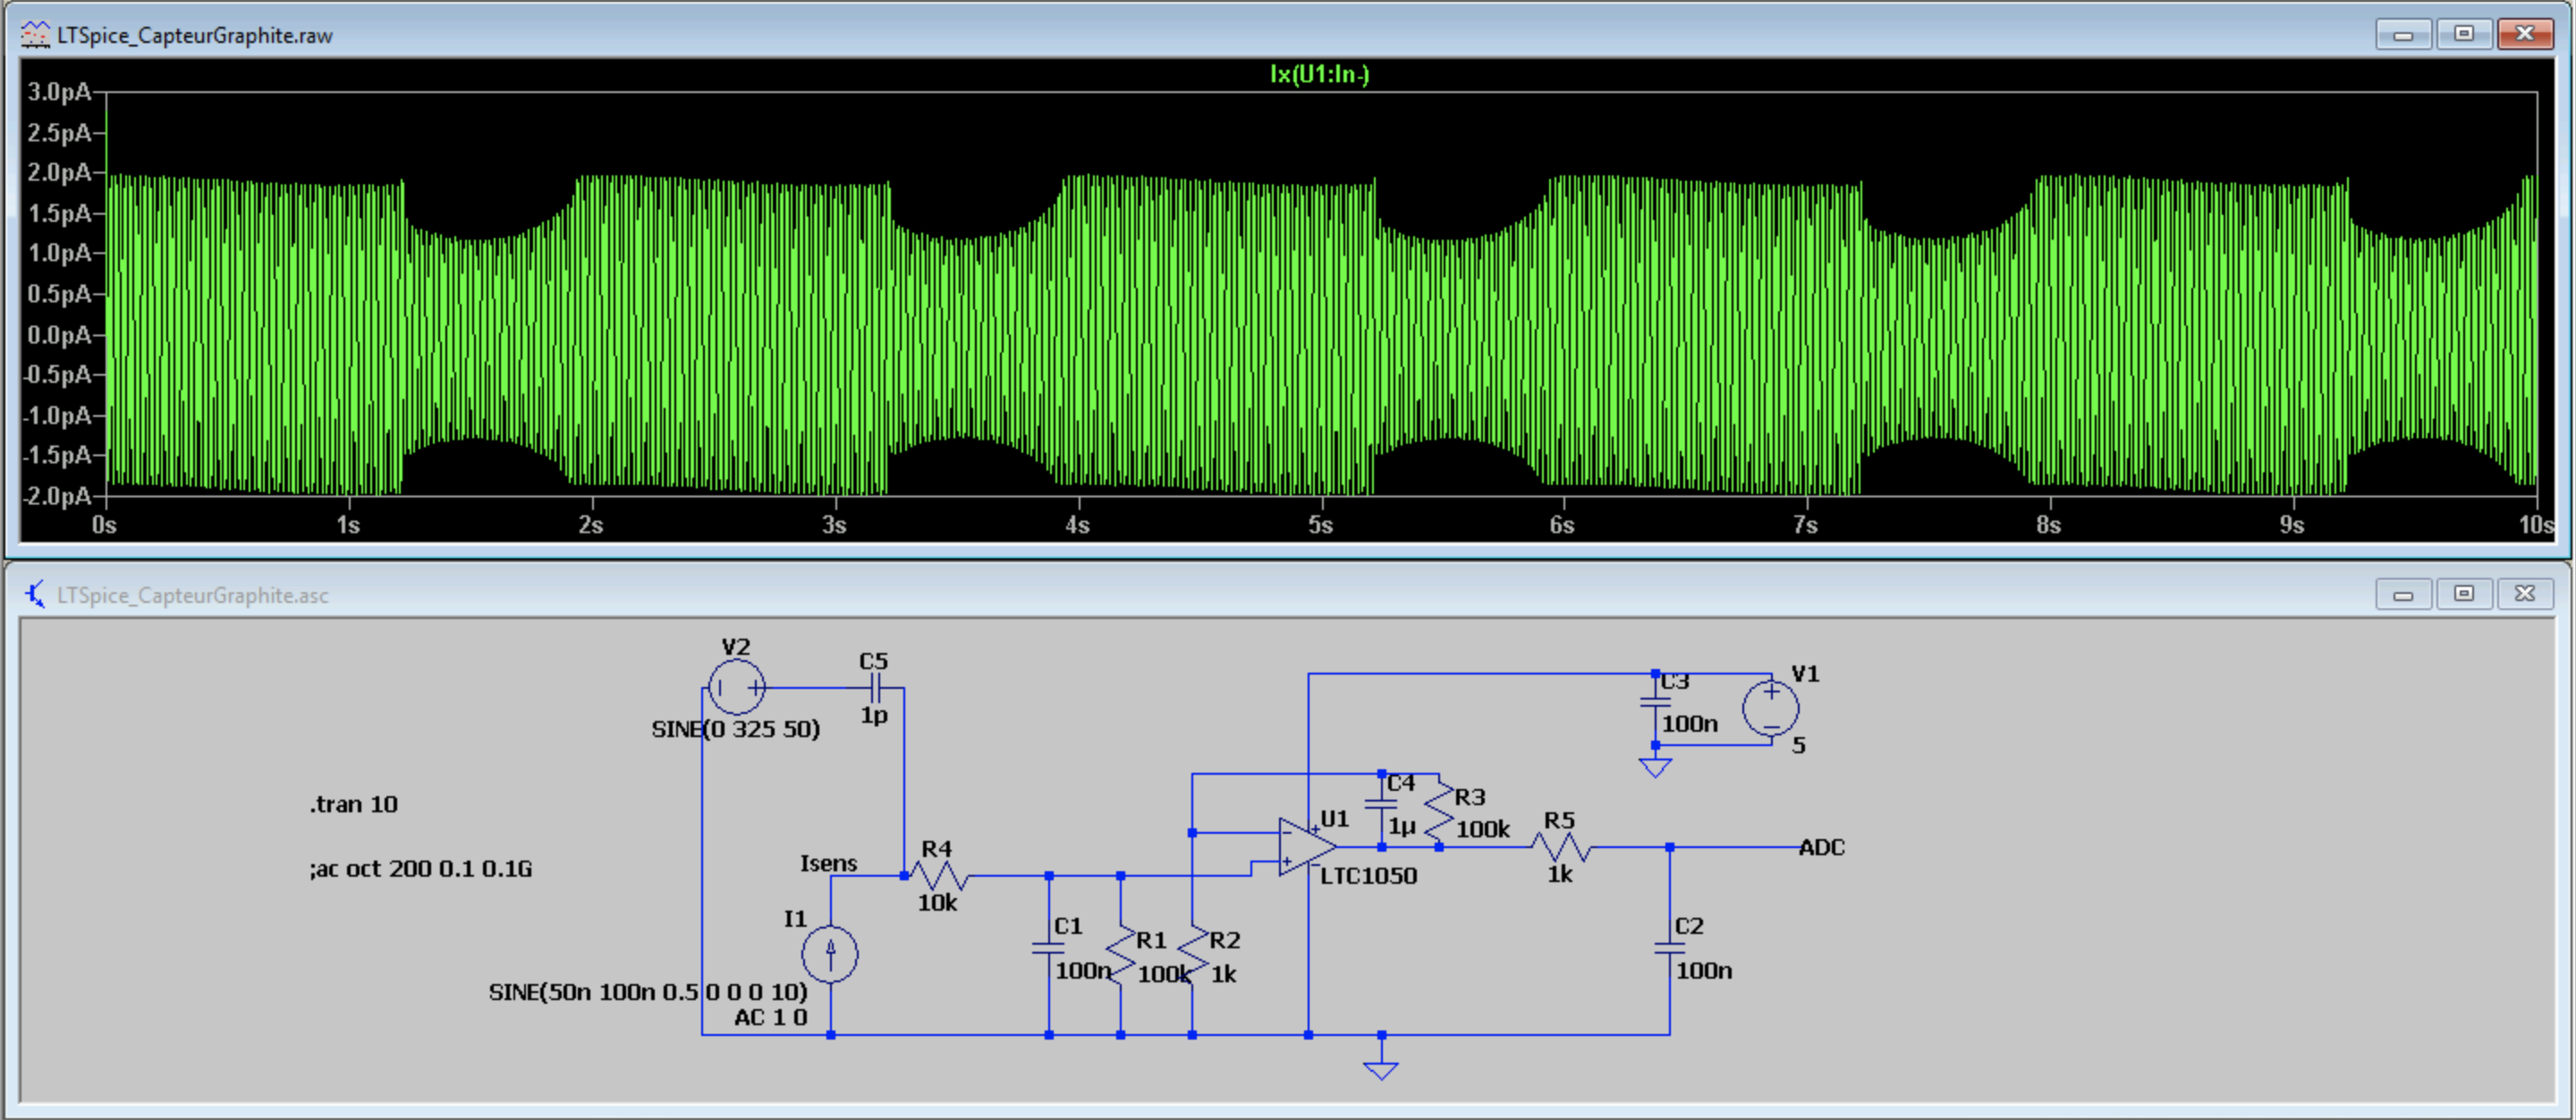 LTSpice_CapteurGraphite.raw
Ix(U1:In-)
3.0pA
2.5pA
2.0pA
1.5pA
1.0pA
0.5pA
0.0pA
-0.5pA
-1.0pA
-1.5pA
-2.0pA
0s 1s 2s 3s 4s 5s 6s 7s 8s 9s 10s
LTSpice_CapteurGraphite.asc
V2
C5
1p
SINE(0 325 50)
V1
C3
100n
5
.tran 10
;ac oct 200 0.1 0.1G
C4
1µ
R3
100k
U1
LTC1050
R5
1k
ADC
Isens
R4
10k
I1
C1
100n
R1
100k
R2
1k
C2
100n
SINE(50n 100n 0.5 0 0 0 10)
AC 1 0